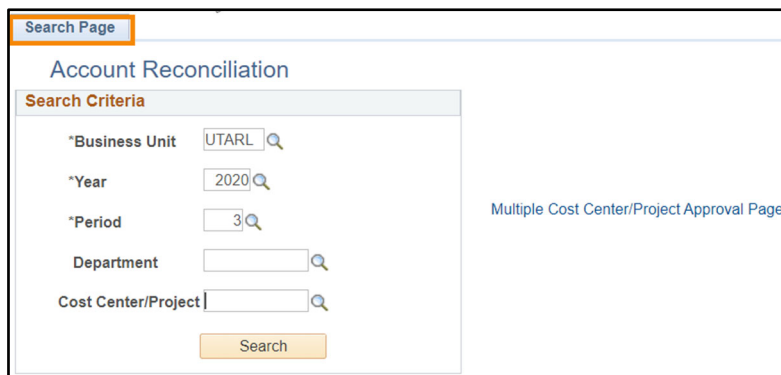 Search Page
Account Reconciliation
Search Criteria
*Business Unit UTARL
*Year 2020
*Period 3
Multiple Cost Center/Project Approval Page
Department
Cost Center/Project
Search